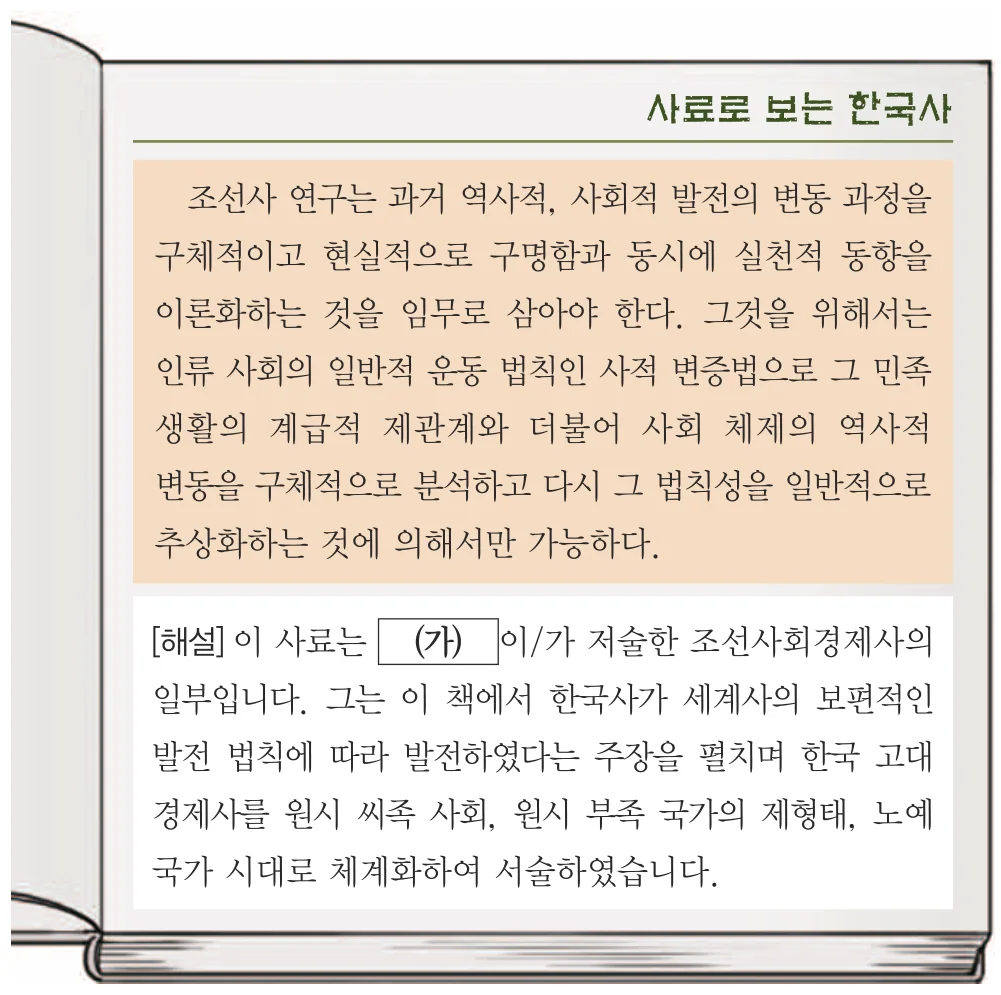 사료로 보는 한국사
조선사 연구는 과거 역사적, 사회적 발전의 변동 과정을
구체적이고 현실적으로 구명함과 동시에 실천적 동향을
이론화하는 것을 임무로 삼아야 한다. 그것을 위해서는
인류 사회의 일반적 운동 법칙인 사적 변증법으로 그 민족
생활의 계급적 제관계와 더불어 사회 체제의 역사적
변동을 구체적으로 분석하고 다시 그 법칙성을 일반적으로
추상화하는 것에 의해서만 가능하다.
[해설] 이 사료는 (가) 이/가 저술한 조선사회경제사의
일부입니다. 그는 이 책에서 한국사가 세계사의 보편적인
발전 법칙에 따라 발전하였다는 주장을 펼치며 한국 고대
경제사를 원시 씨족 사회, 원시 부족 국가의 제형태, 노예
국가 시대로 체계화하여 서술하였습니다.